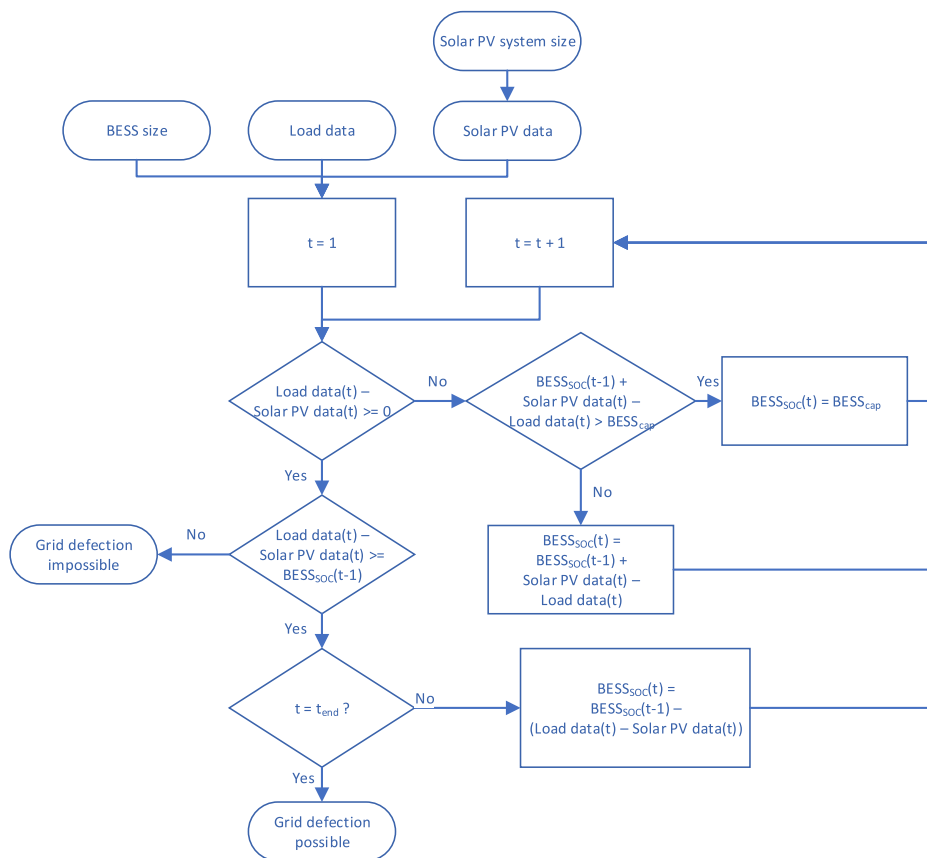 Solar PV system size
BESS size
Load data
Solar PV data
t = 1
t = t + 1
Load data(t) –
Solar PV data(t) >= 0
No
BESSSOC(t-1) +
Solar PV data(t) –
Load data(t) > BESScap
Yes
BESSSOC(t) = BESScap
Yes
No
Load data(t) –
Solar PV data(t) >=
BESSSOC(t-1)
No
Grid defection
impossible
BESSSOC(t) =
BESSSOC(t-1) +
Solar PV data(t) –
Load data(t)
Yes
t = tend ?
No
BESSSOC(t) =
BESSSOC(t-1) –
(Load data(t) – Solar PV data(t))
Yes
Grid defection
possible